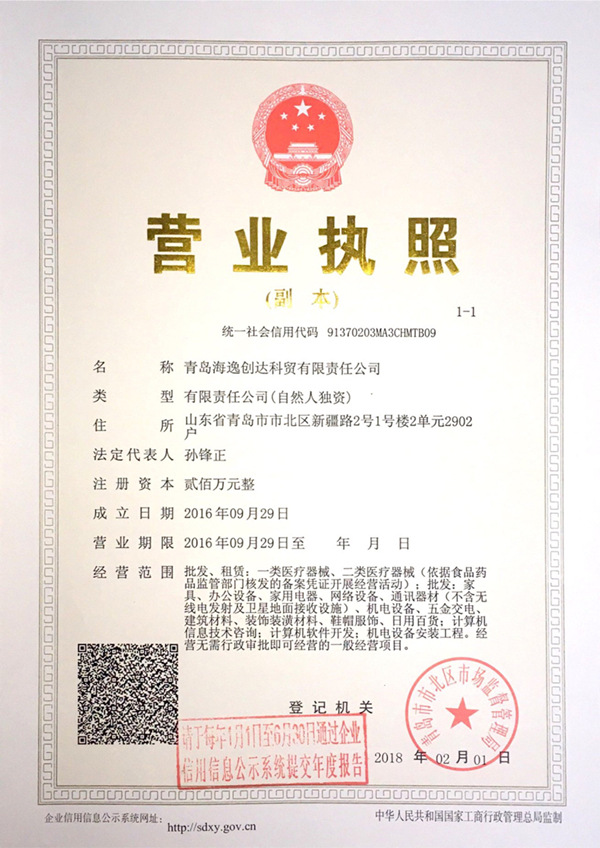 营业执照
(副本)
1-1
统一社会信用代码 91370203MA3CHMTB09
名称 青岛海逸创达科贸有限责任公司
类型 有限责任公司(自然人独资)
住所 山东省青岛市市北区新疆路2号1号楼2单元2902
户
法定代表人 孙锋正
注册资本 贰佰万元整
成立日期 2016年09月29日
营业期限 2016年09月29日至 年 月 日
经营范围 批发、租赁：一类医疗器械、二类医疗器械（依据食品药
品监管部门核发的备案凭证开展经营活动）；批发：家
具、办公设备、家用电器、网络设备、通讯器材（不含无
线电发射及卫星地面接收设施）、机电设备、五金交电、
建筑材料、装饰装潢材料、鞋帽服饰、日用百货；计算机
信息技术咨询；计算机软件开发；机电设备安装工程。经
营无需行政审批即可经营的一般经营项目。
登记机关
青岛市市北区市场监督管理局
请于每年1月1日至6月30日通过企业
信用信息公示系统提交年度报告
2018 年 02 月 01 日
企业信用信息公示系统网址： http://sdxy.gov.cn
中华人民共和国国家工商行政管理总局监制